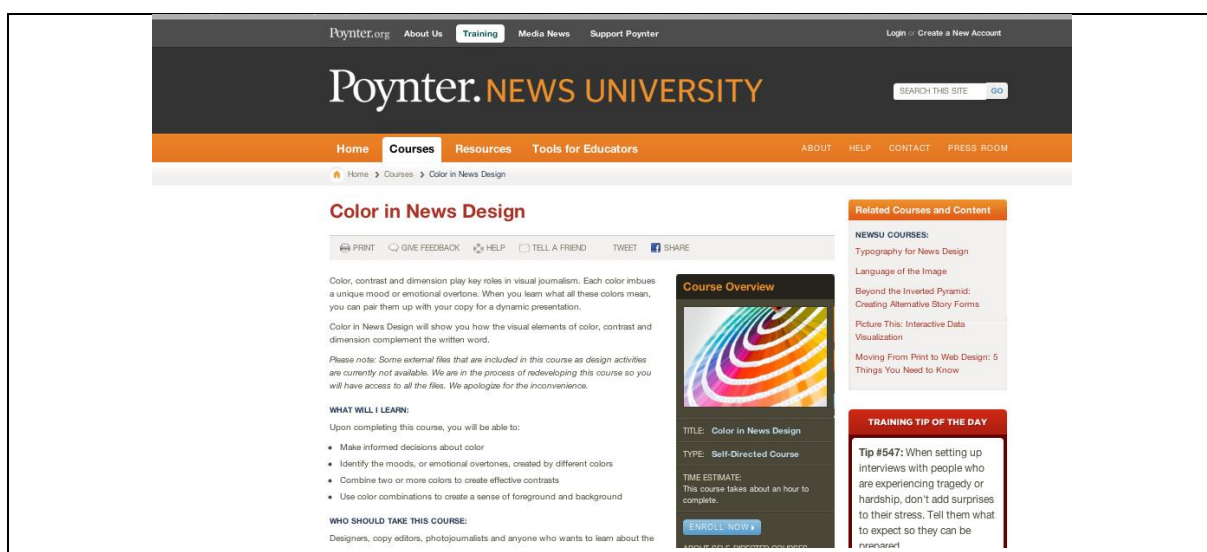 Poynter.org About Us Training Media News Support Poynter Login or Create a New Account
Poynter. NEWS UNIVERSITY
SEARCH THIS SITE GO
Home Courses Resources Tools for Educators ABOUT HELP CONTACT PRESS ROOM
Home > Courses > Color in News Design
Color in News Design
PRINT GIVE FEEDBACK HELP TELL A FRIEND TWEET SHARE
Color, contrast and dimension play key roles in visual journalism. Each color imbues
a unique mood or emotional overtone. When you learn what all these colors mean,
you can pair them up with your copy for a dynamic presentation.
Color in News Design will show you how the visual elements of color, contrast and
dimension complement the written word.
Please note: Some external files that are included in this course as design activities
are currently not available. We are in the process of redeveloping this course so you
will have access to all the files. We apologize for the inconvenience.
WHAT WILL I LEARN:
Upon completing this course, you will be able to:
• Make informed decisions about color
• Identify the moods, or emotional overtones, created by different colors
• Combine two or more colors to create effective contrasts
• Use color combinations to create a sense of foreground and background
WHO SHOULD TAKE THIS COURSE:
Designers, copy editors, photojournalists and anyone who wants to learn about the
Course Overview
TITLE: Color in News Design
TYPE: Self-Directed Course
TIME ESTIMATE:
This course takes about an hour to
complete.
ENROLL NOW
ABOUT SELF-DIRECTED COURSES
Related Courses and Content
NEWSU COURSES:
Typography for News Design
Language of the Image
Beyond the Inverted Pyramid:
Creating Alternative Story Forms
Picture This: Interactive Data
Visualization
Moving From Print to Web Design: 5
Things You Need to Know
TRAINING TIP OF THE DAY
Tip #547: When setting up
interviews with people who
are experiencing tragedy or
hardship, don't add surprises
to their stress. Tell them what
to expect so they can be
prepared